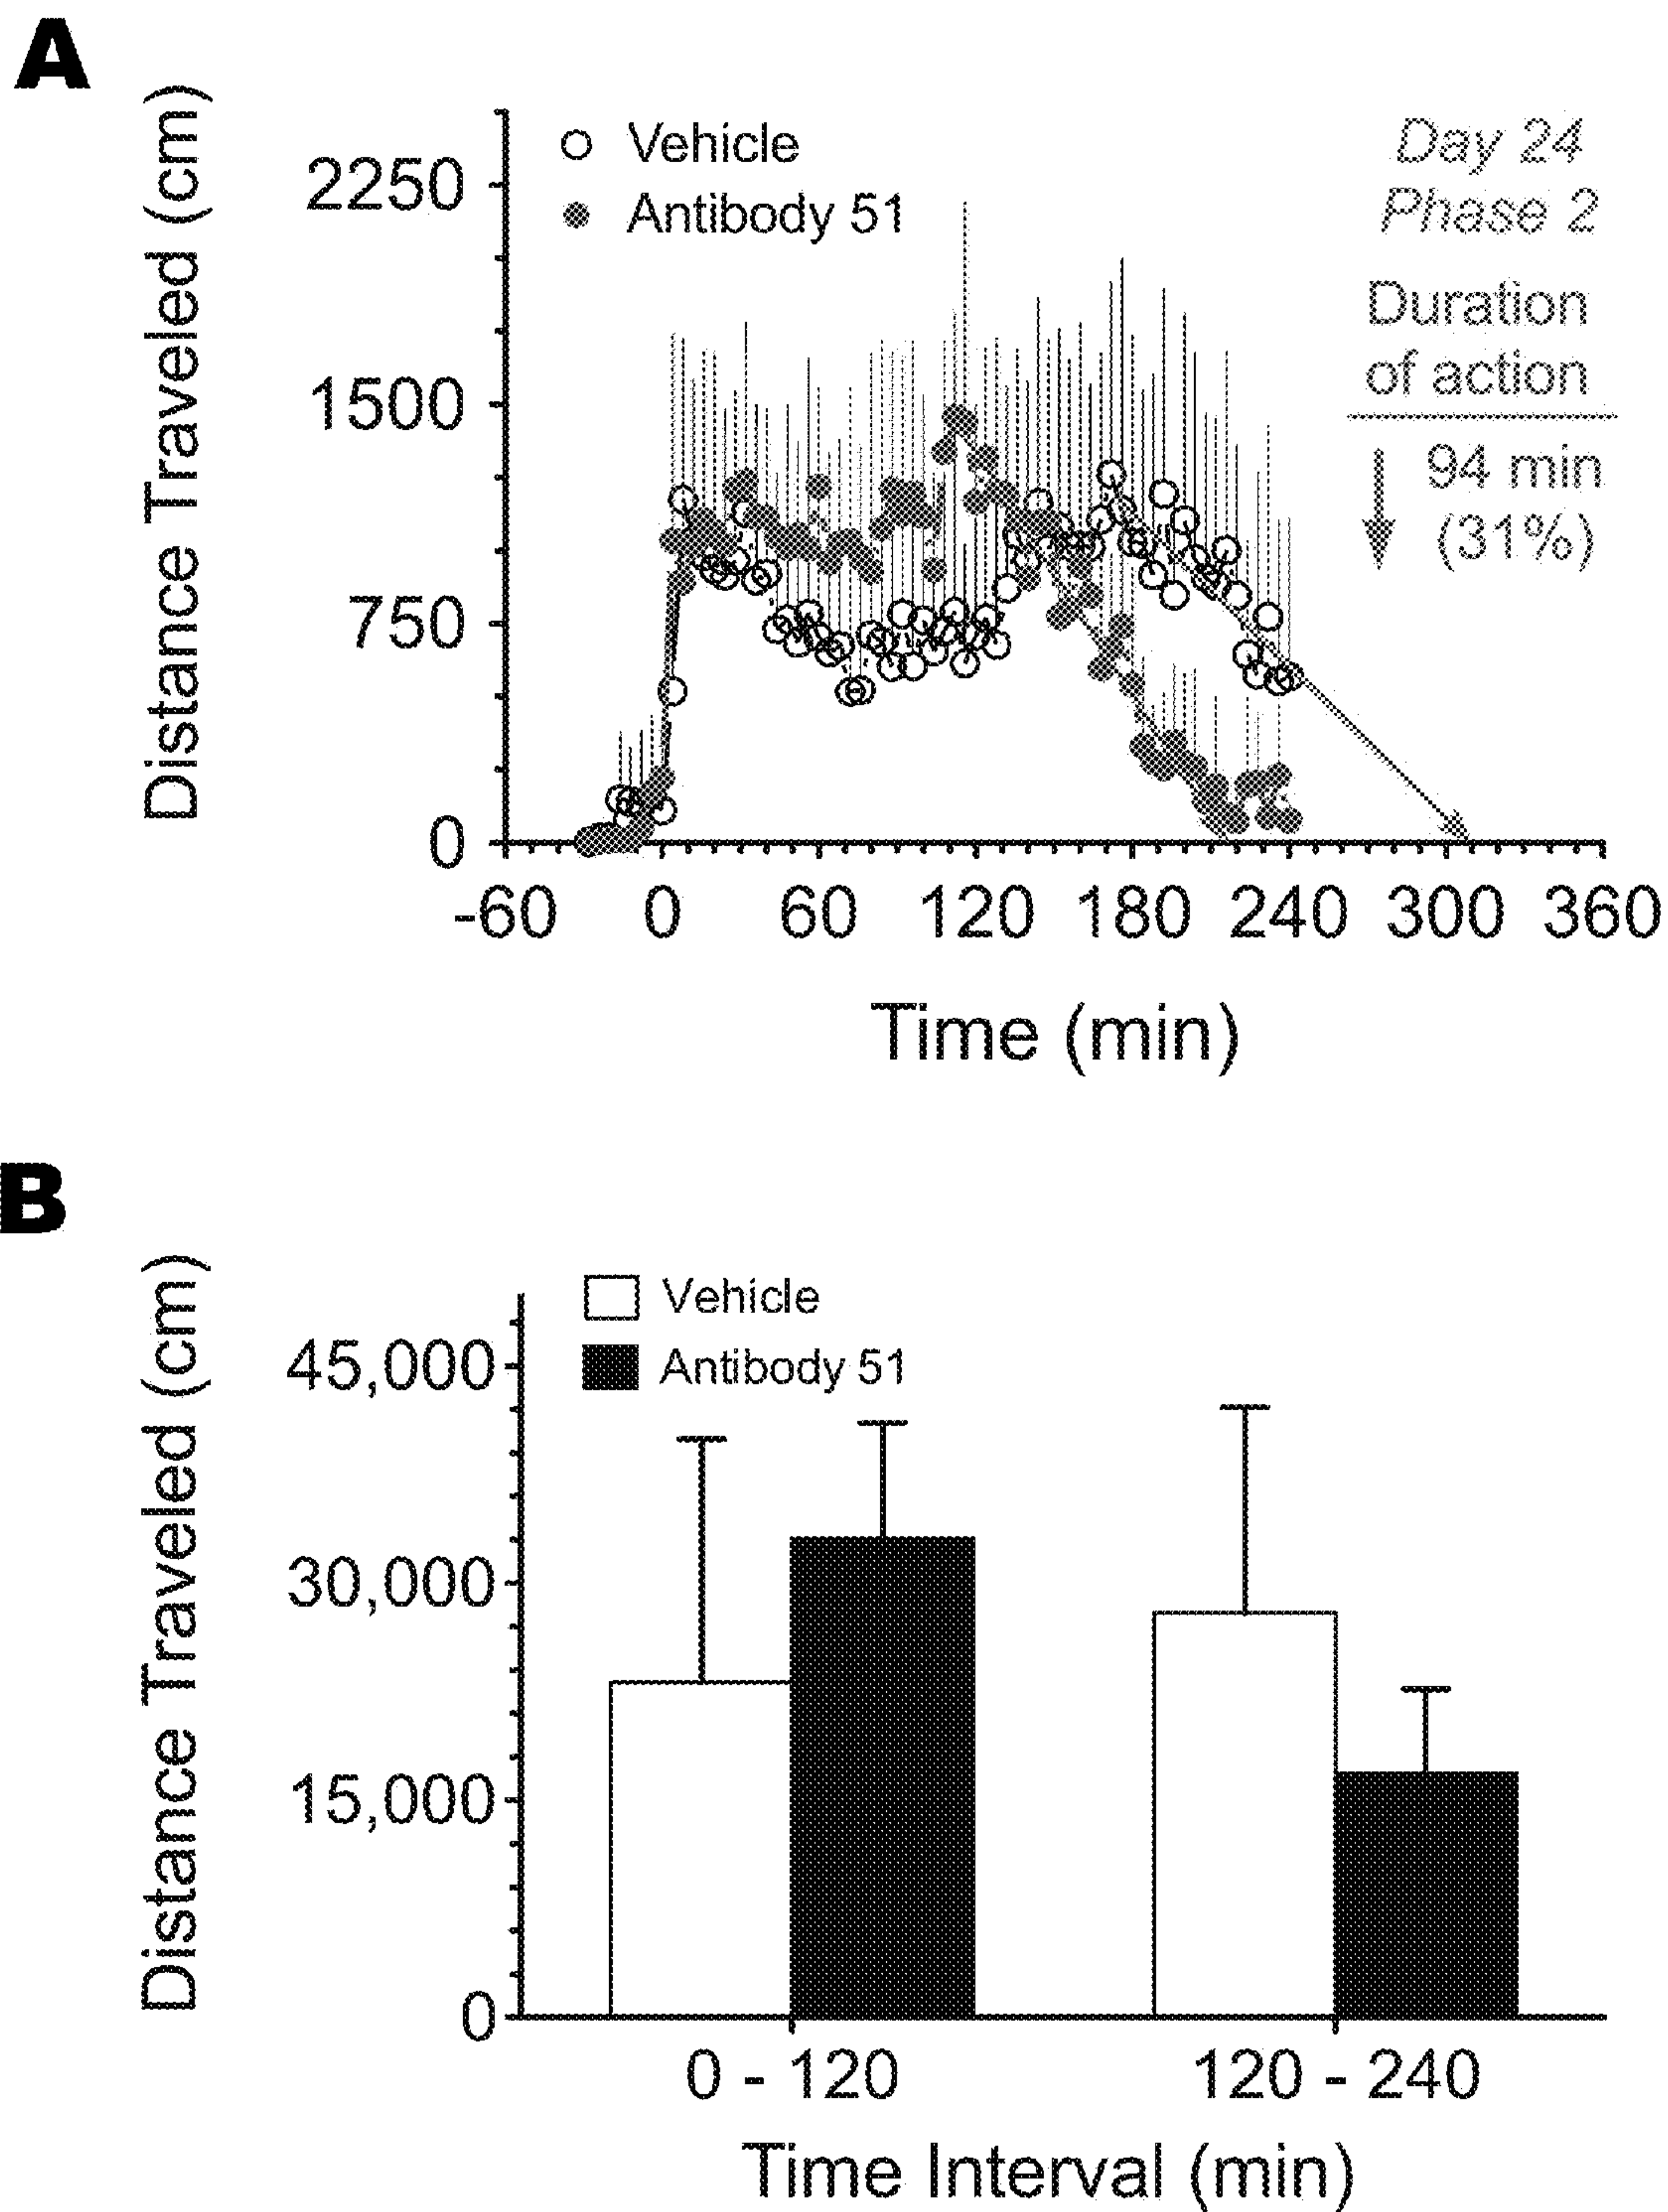 A
Distance Traveled (cm)
2250
1500
750
0
Vehicle
Antibody 51
Day 24
Phase 2
Duration
of action
94 min
(31%)
-60 0 60 120 180 240 300 360
Time (min)
B
Distance Traveled (cm)
45,000
30,000
15,000
0
Vehicle
Antibody 51
0 - 120 120 - 240
Time Interval (min)